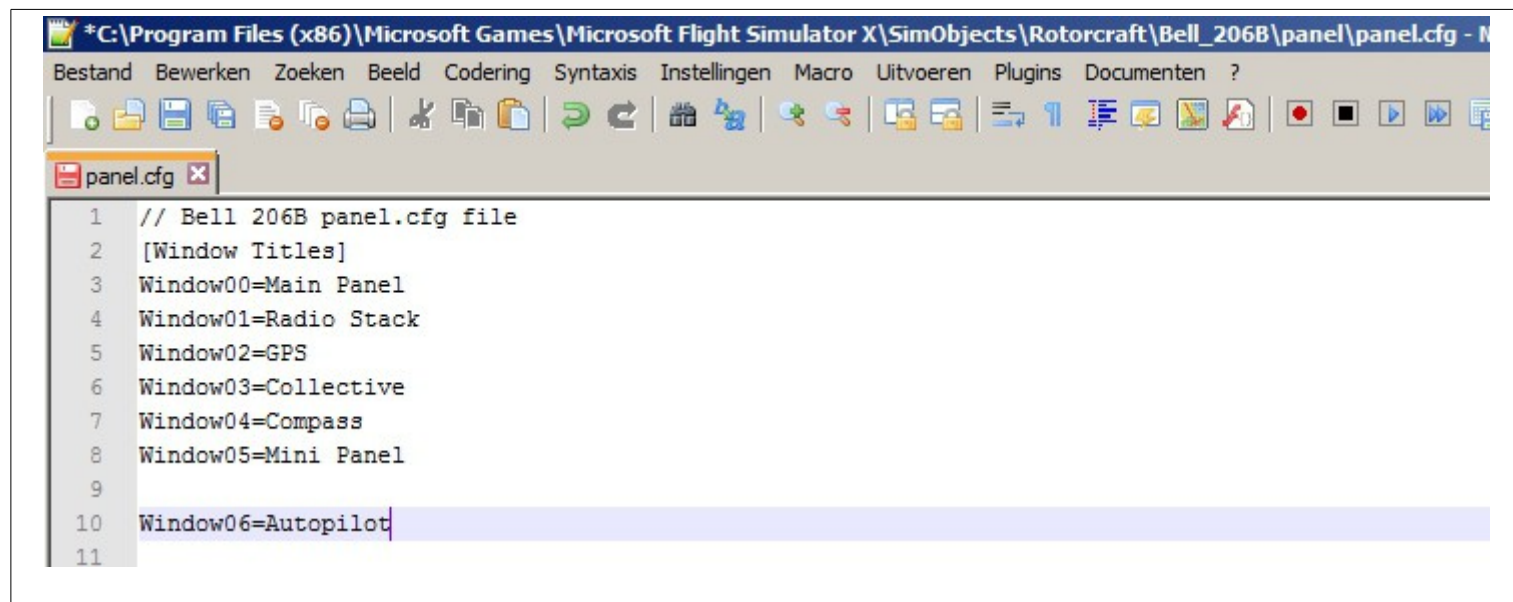 *C:\Program Files (x86)\Microsoft Games\Microsoft Flight Simulator X\SimObjects\Rotorcraft\Bell_206B\panel\panel.cfg - N
Bestand Bewerken Zoeken Beeld Codering Syntaxis Instellingen Macro Uitvoeren Plugins Documenten ?
panel.cfg
1 // Bell 206B panel.cfg file
2 [Window Titles]
3 Window00=Main Panel
4 Window01=Radio Stack
5 Window02=GPS
6 Window03=Collective
7 Window04=Compass
8 Window05=Mini Panel
9
10 Window06=Autopilot
11